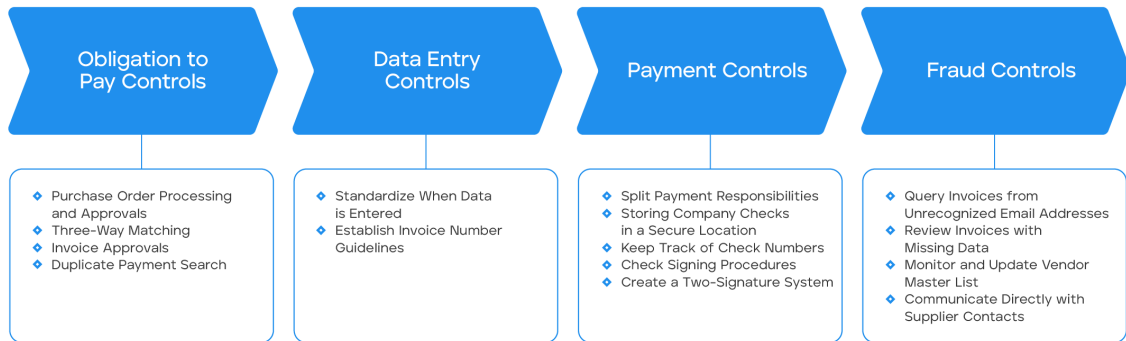 Obligation to
Pay Controls
Data Entry
Controls
Payment Controls
Fraud Controls
Purchase Order Processing
and Approvals
Three-Way Matching
Invoice Approvals
Duplicate Payment Search
Standardize When Data
is Entered
Establish Invoice Number
Guidelines
Split Payment Responsibilities
Storing Company Checks
in a Secure Location
Keep Track of Check Numbers
Check Signing Procedures
Create a Two-Signature System
Query Invoices from
Unrecognized Email Addresses
Review Invoices with
Missing Data
Monitor and Update Vendor
Master List
Communicate Directly with
Supplier Contacts